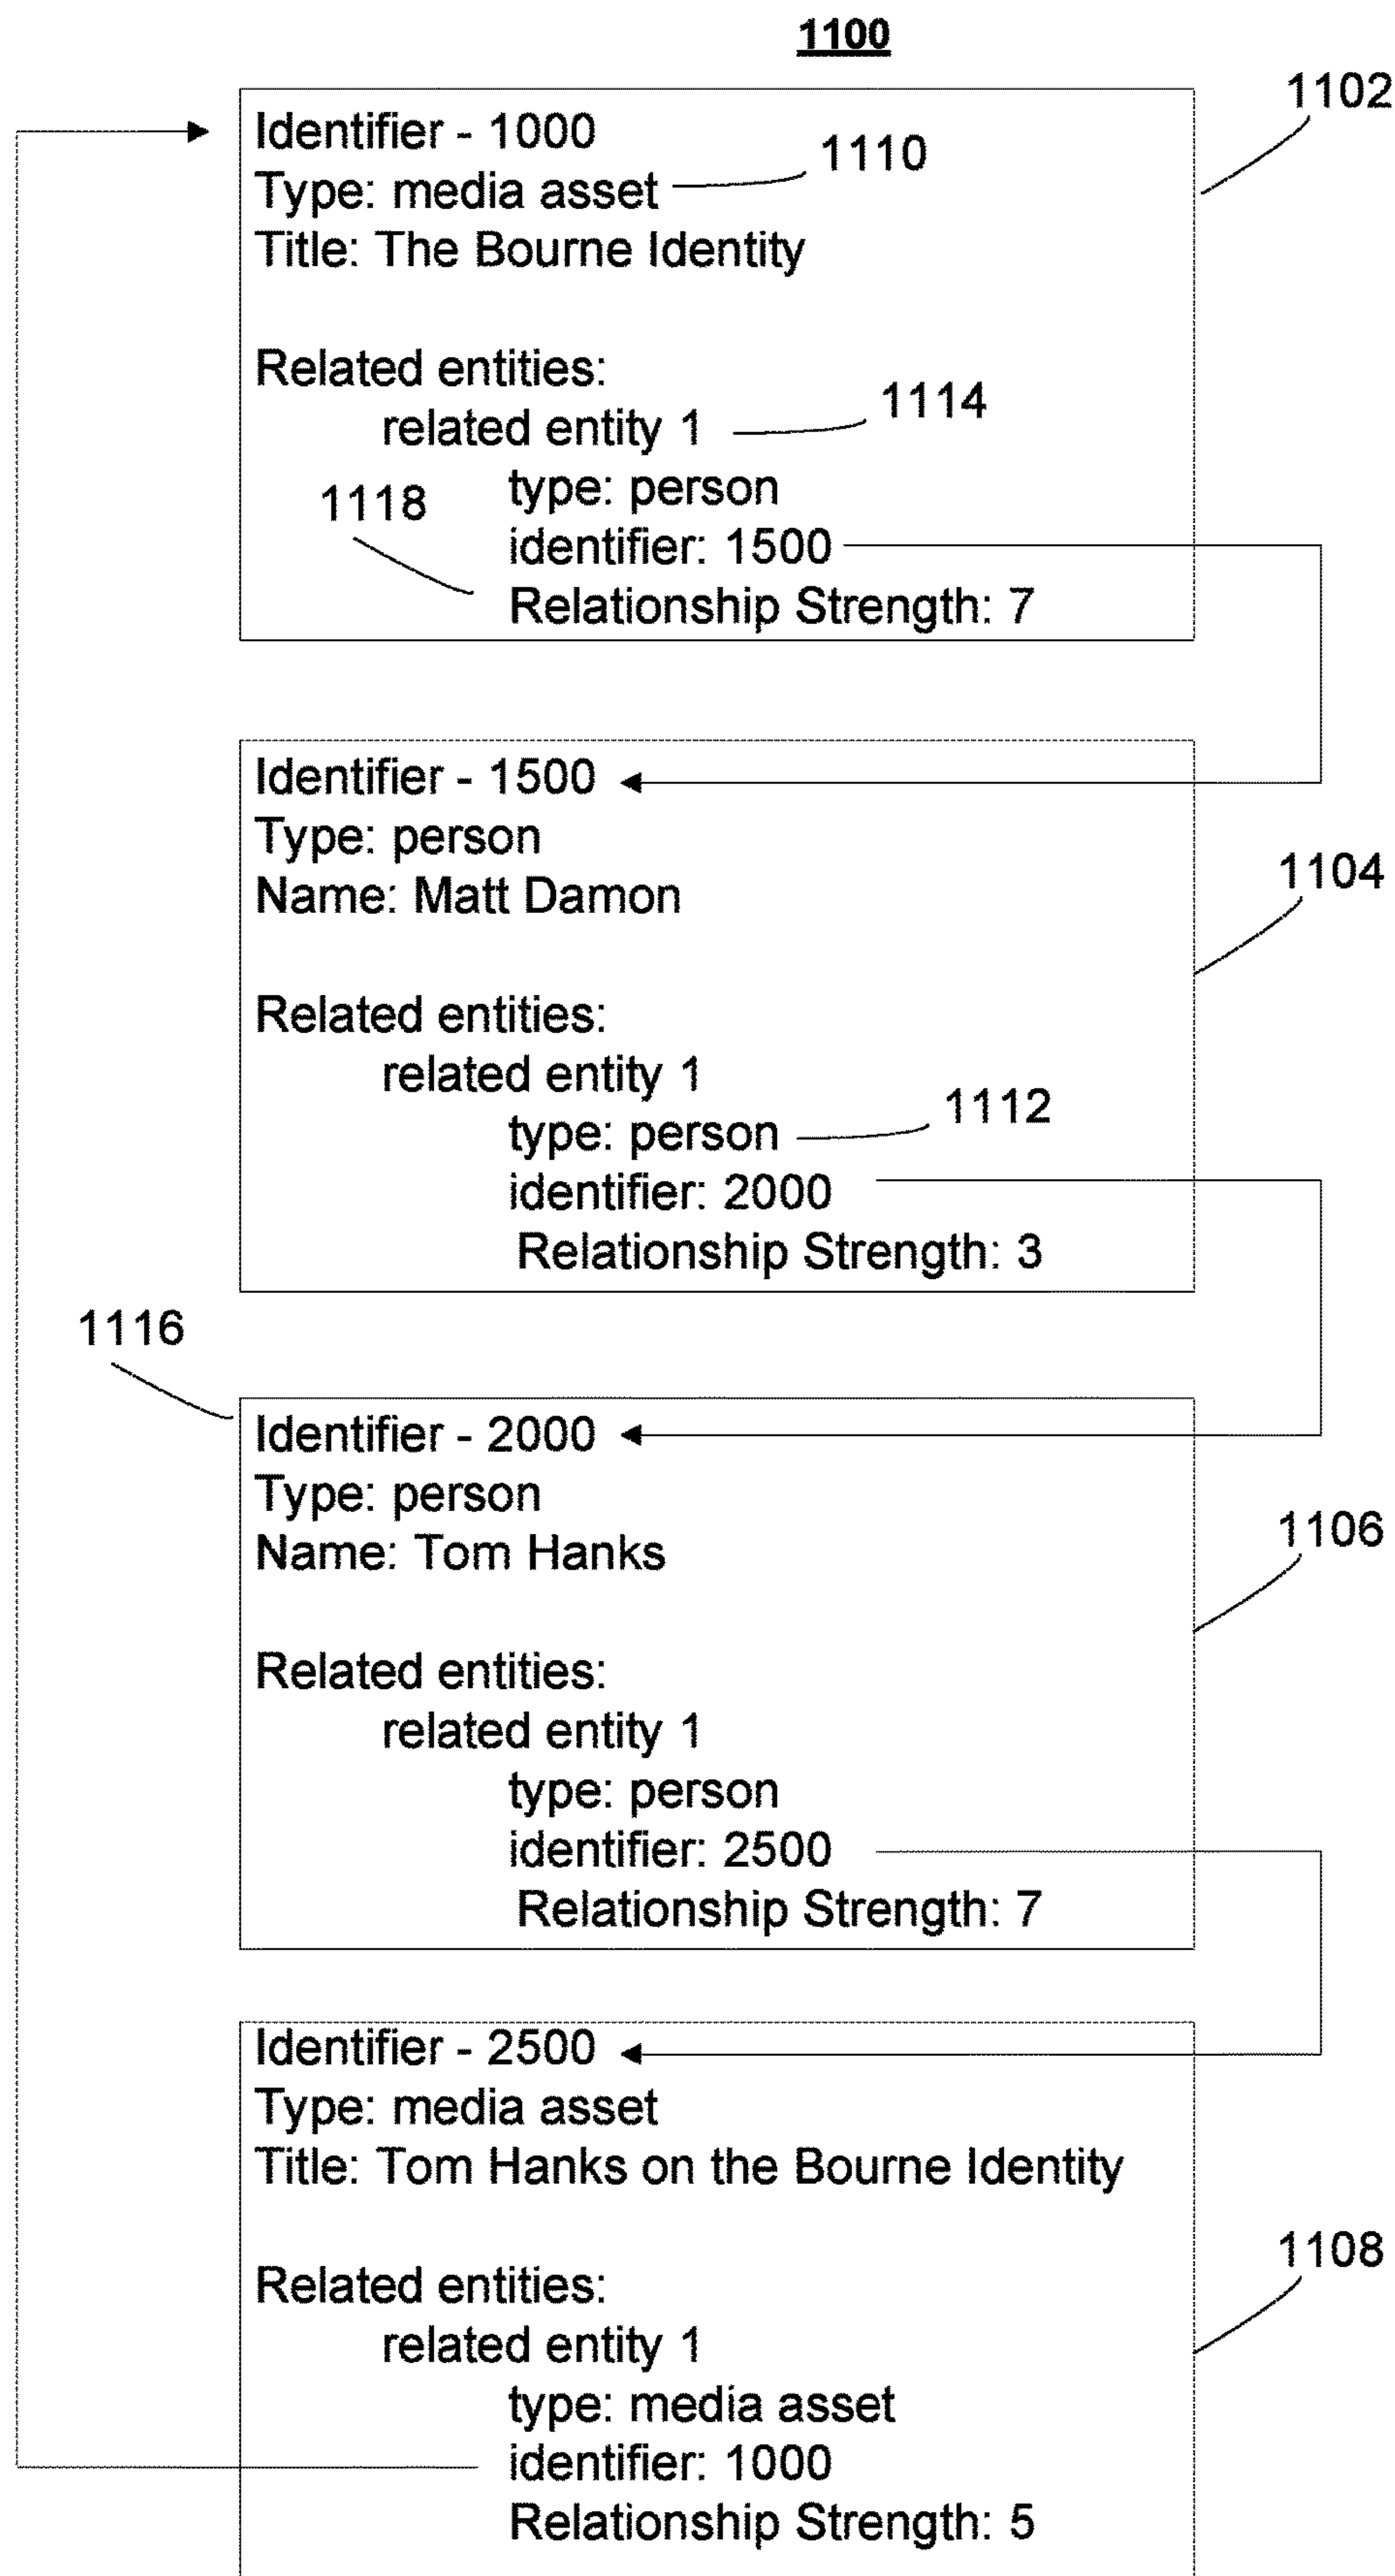 1100
1102
Identifier - 1000
1110
Type: media asset
Title: The Bourne Identity
Related entities:
1114
related entity 1
type: person
1118
identifier: 1500
Relationship Strength: 7
Identifier - 1500
Type: person
1104
Name: Matt Damon
Related entities:
related entity 1
1112
type: person
identifier: 2000
Relationship Strength: 3
1116
Identifier - 2000
Type: person
1106
Name: Tom Hanks
Related entities:
related entity 1
type: person
identifier: 2500
Relationship Strength: 7
Identifier - 2500
Type: media asset
Title: Tom Hanks on the Bourne Identity
1108
Related entities:
related entity 1
type: media asset
identifier: 1000
Relationship Strength: 5